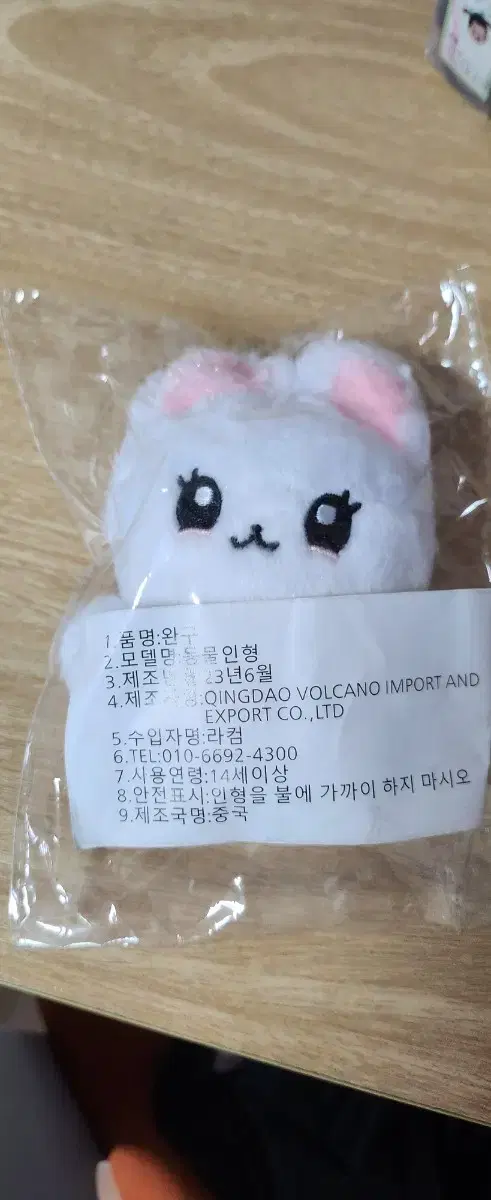 1.품명:완구
2.모델명:동물인형
3.제조 23년6월
4.제조 QINGDAO VOLCANO IMPORT AND
EXPORT CO.,LTD
5.수입자명:라컴
6.TEL:010-6692-4300
7.사용연령:14세이상
8.안전표시:인형을 불에 가까이 하지 마시오
9.제조국명:중국